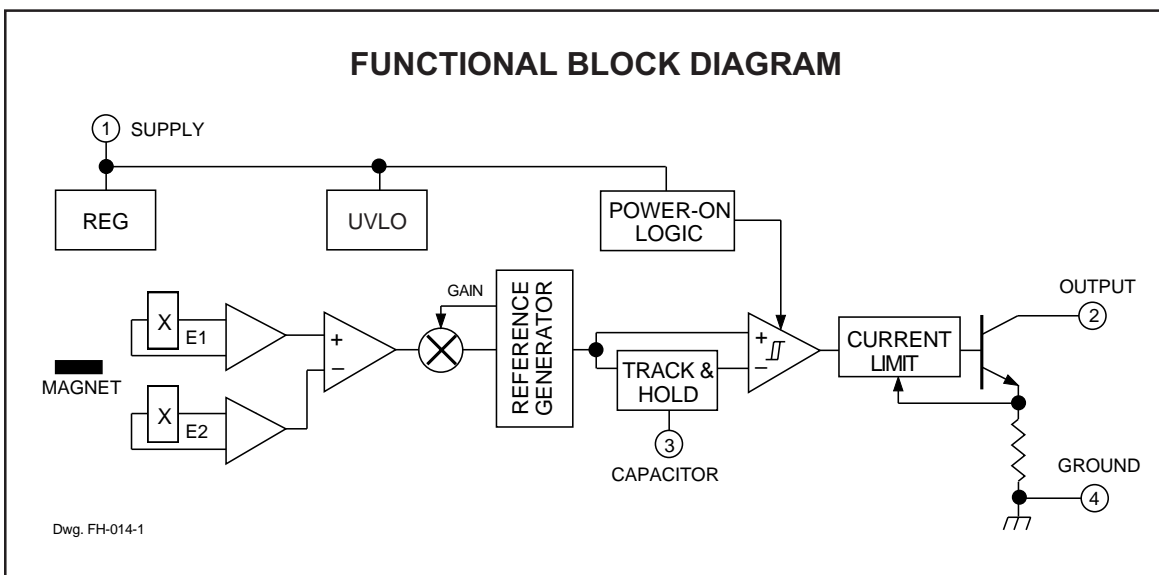 FUNCTIONAL BLOCK DIAGRAM
1 SUPPLY
REG
UVLO
POWER-ON
LOGIC
X
E1
MAGNET
X
E2
+
−
GAIN
REFERENCE
GENERATOR
TRACK &
HOLD
3
CAPACITOR
+
−
CURRENT
LIMIT
OUTPUT
2
GROUND
4
Dwg. FH-014-1